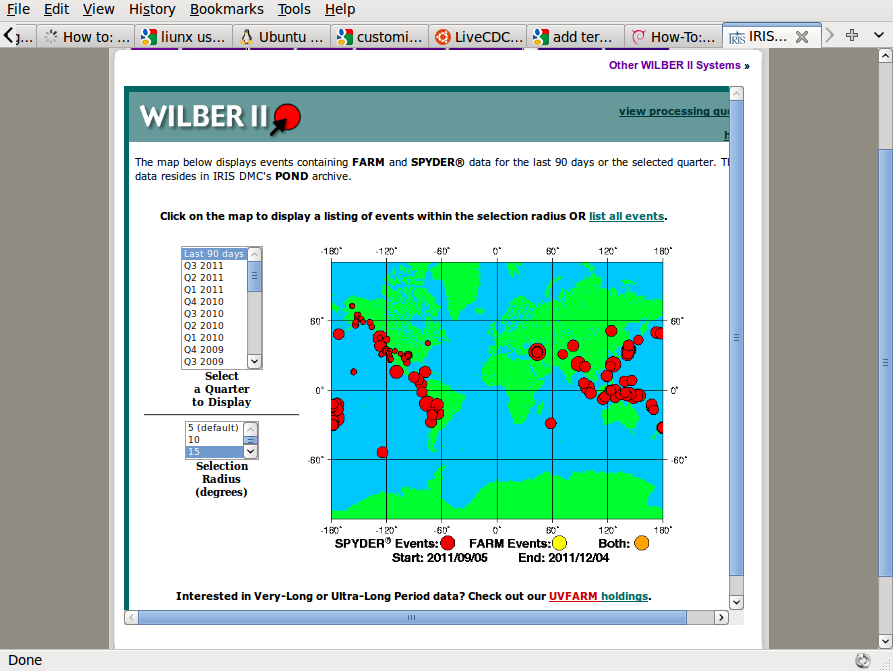 File Edit View History Bookmarks Tools Help
g... How to: ... liunx us... Ubuntu ... customi... LiveCDC... add ter... How-To:... IRIS IRIS...
Other WILBER II Systems »
WILBER II
view processing que
h
The map below displays events containing FARM and SPYDER® data for the last 90 days or the selected quarter. Th
data resides in IRIS DMC's POND archive.
Click on the map to display a listing of events within the selection radius OR list all events.
Last 90 days
Q3 2011
Q2 2011
Q1 2011
Q4 2010
Q3 2010
Q2 2010
Q1 2010
Q4 2009
Q3 2009
Select
a Quarter
to Display
5 (default)
10
15
Selection
Radius
(degrees)
-180° -120° -60° 0° 60° 120° 180°
60° 60°
0° 0°
-60° -60°
-180° -120° -60° 0° 60° 120° 180°
SPYDER® Events: FARM Events: Both:
Start: 2011/09/05 End: 2011/12/04
Interested in Very-Long or Ultra-Long Period data? Check out our UVFARM holdings.
Done